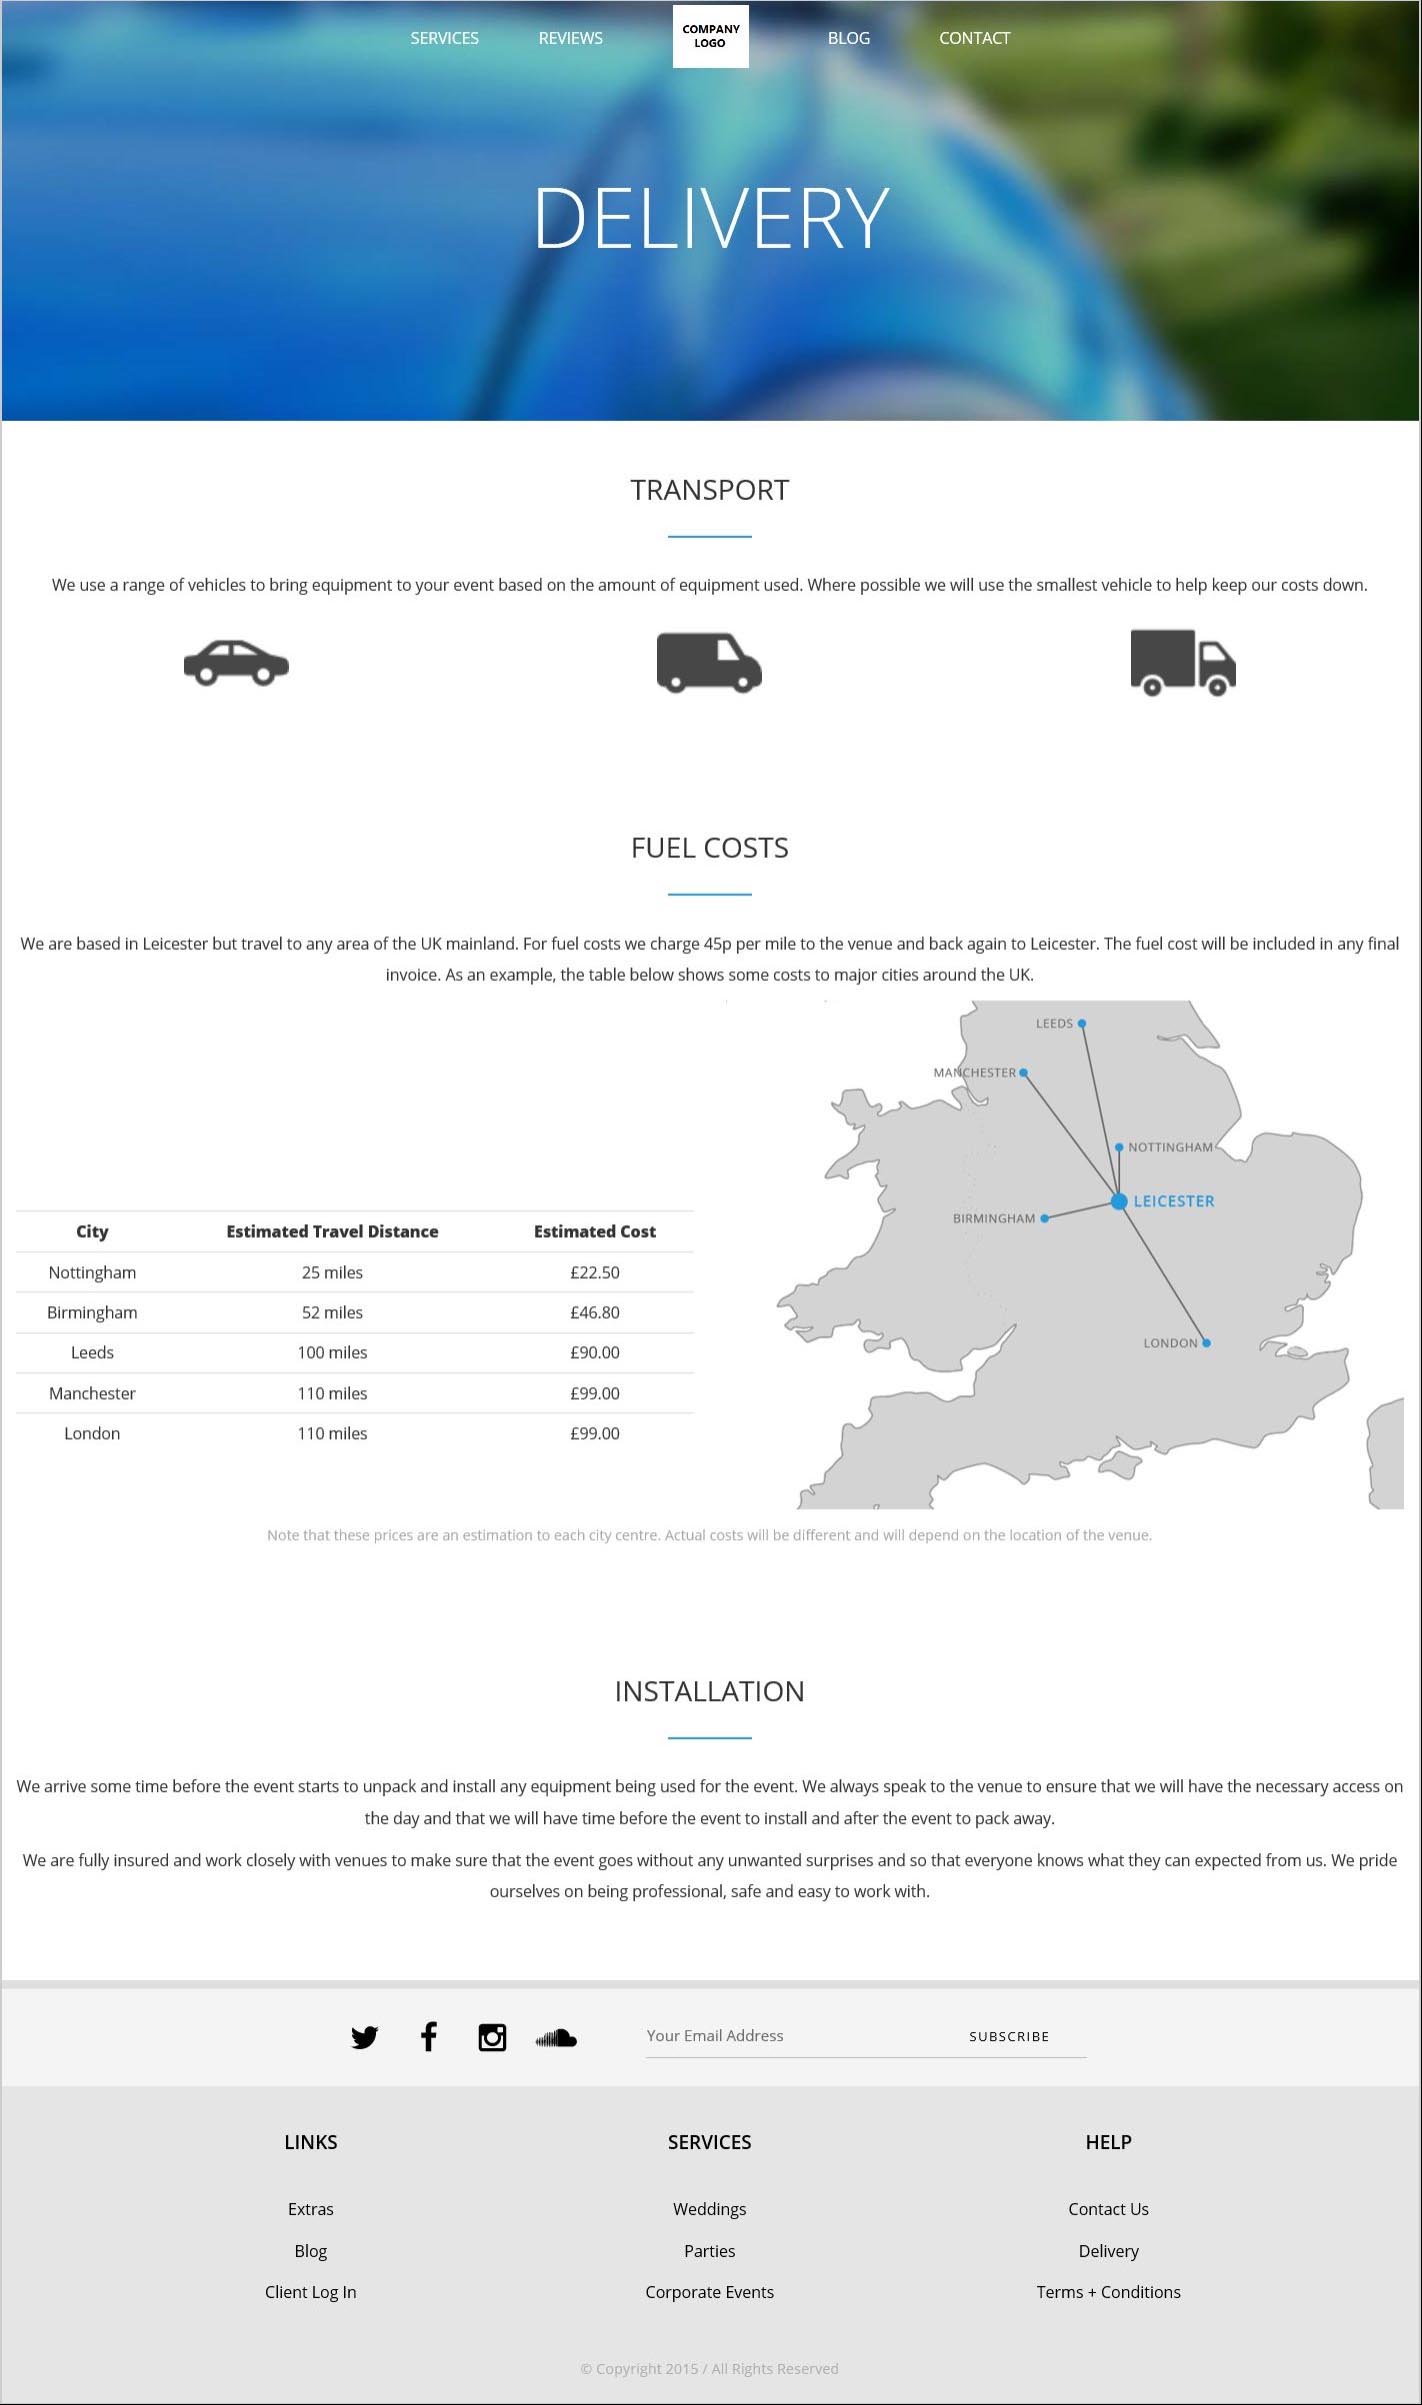 SERVICES REVIEWS COMPANY LOGO BLOG CONTACT
DELIVERY
TRANSPORT
We use a range of vehicles to bring equipment to your event based on the amount of equipment used. Where possible we will use the smallest vehicle to help keep our costs down.
FUEL COSTS
We are based in Leicester but travel to any area of the UK mainland. For fuel costs we charge 45p per mile to the venue and back again to Leicester. The fuel cost will be included in any final
invoice. As an example, the table below shows some costs to major cities around the UK.
City Estimated Travel Distance Estimated Cost
Nottingham 25 miles £22.50
Birmingham 52 miles £46.80
Leeds 100 miles £90.00
Manchester 110 miles £99.00
London 110 miles £99.00
LEEDS
MANCHESTER
NOTTINGHAM
LEICESTER
BIRMINGHAM
LONDON
Note that these prices are an estimation to each city centre. Actual costs will be different and will depend on the location of the venue.
INSTALLATION
We arrive some time before the event starts to unpack and install any equipment being used for the event. We always speak to the venue to ensure that we will have the necessary access on
the day and that we will have time before the event to install and after the event to pack away.
We are fully insured and work closely with venues to make sure that the event goes without any unwanted surprises and so that everyone knows what they can expected from us. We pride
ourselves on being professional, safe and easy to work with.
Your Email Address SUBSCRIBE
LINKS SERVICES HELP
Extras Weddings Contact Us
Blog Parties Delivery
Client Log In Corporate Events Terms + Conditions
© Copyright 2015 / All Rights Reserved